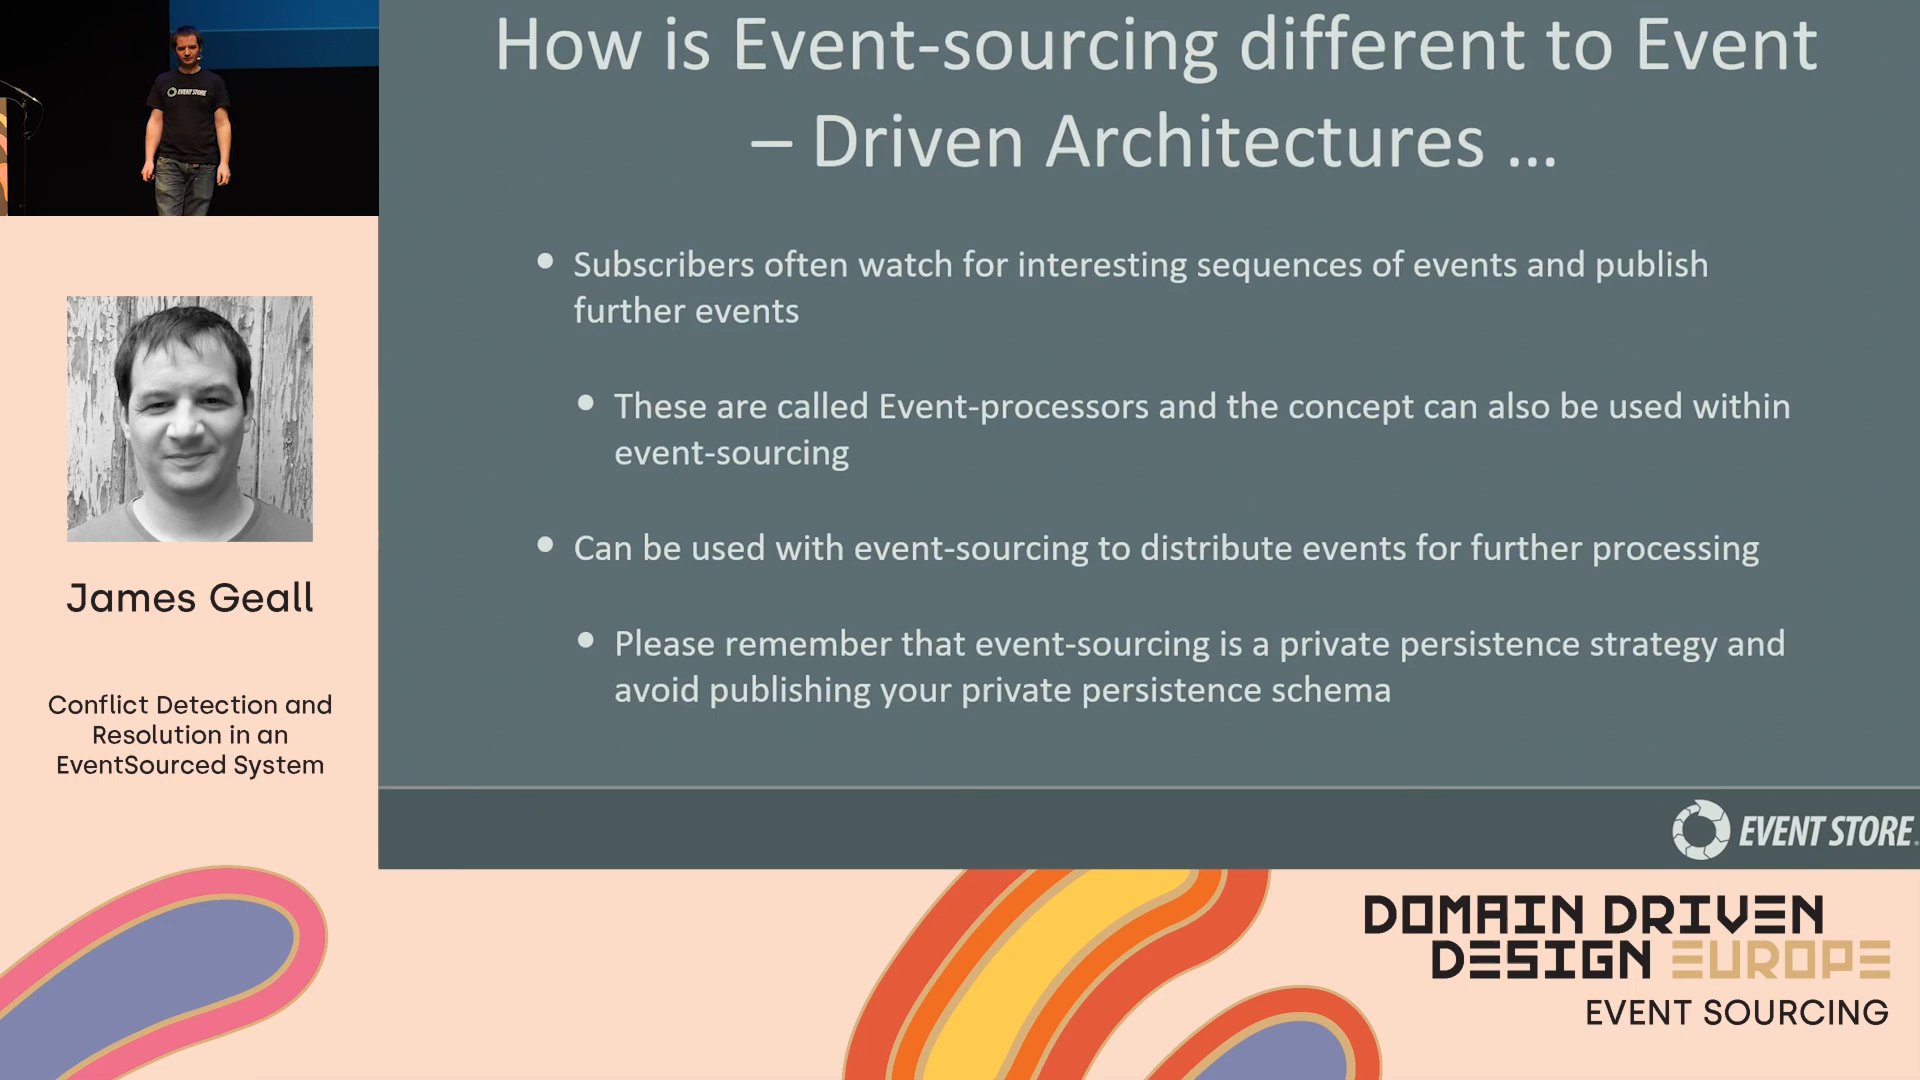 How is Event-sourcing different to Event
– Driven Architectures ...
• Subscribers often watch for interesting sequences of events and publish
further events
• These are called Event-processors and the concept can also be used within
event-sourcing
• Can be used with event-sourcing to distribute events for further processing
• Please remember that event-sourcing is a private persistence strategy and
avoid publishing your private persistence schema
EVENT STORE
EVENT STORE
James Geall
Conflict Detection and
Resolution in an
EventSourced System
DOMAIN DRIVEN
DESIGN EUROPE
EVENT SOURCING